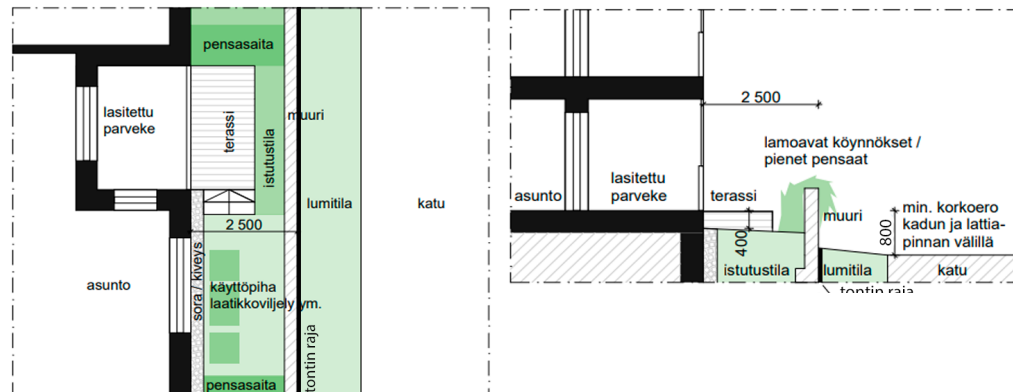 pensasaita
lasitettu
parveke
terassi
istutustila
muuri
lumitila
katu
2 500
asunto
sora / kiveys
käyttöpiha
laatikkoviljely ym.
tontin raja
pensasaita
2 500
lamoavat köynnökset /
pienet pensaat
asunto
lasitettu
parveke
terassi
muuri
400
800
min. korkoero
kadun ja lattia-
pinnan välillä
istutustila
lumitila
katu
tontin raja